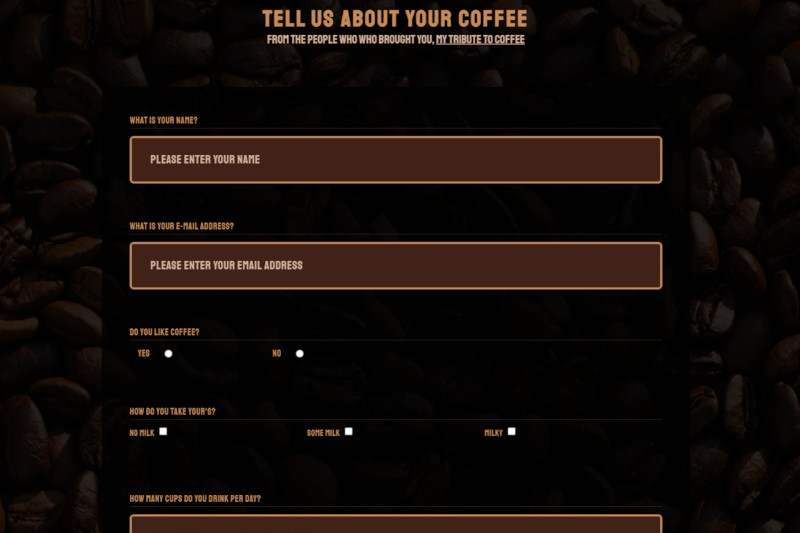 TELL US ABOUT YOUR COFFEE
FROM THE PEOPLE WHO WHO BROUGHT YOU, MY TRIBUTE TO COFFEE
WHAT IS YOUR NAME?
PLEASE ENTER YOUR NAME
WHAT IS YOUR E-MAIL ADDRESS?
PLEASE ENTER YOUR EMAIL ADDRESS
DO YOU LIKE COFFEE?
YES NO
HOW DO YOU TAKE YOUR'S?
NO MILK SOME MILK MILKY
HOW MANY CUPS DO YOU DRINK PER DAY?